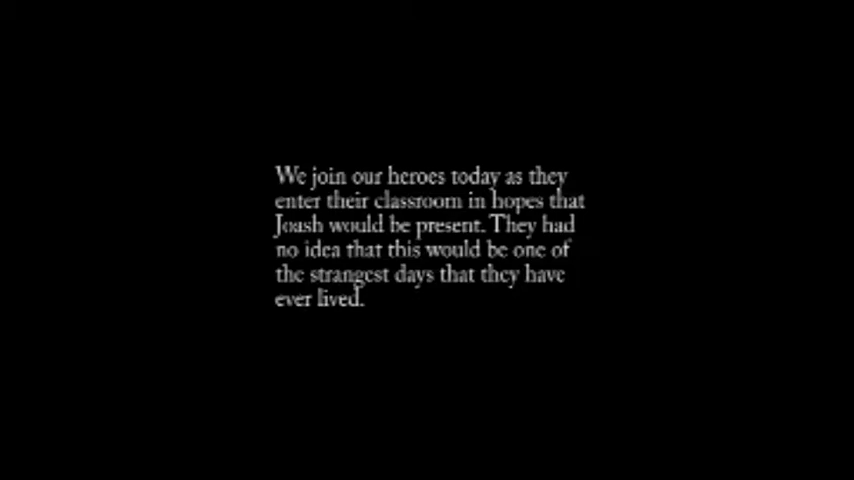 We join our heroes today as they
enter their classroom in hopes that
Joash would be present. They had
no idea that this would be one of
the strangest days that they have
ever lived.